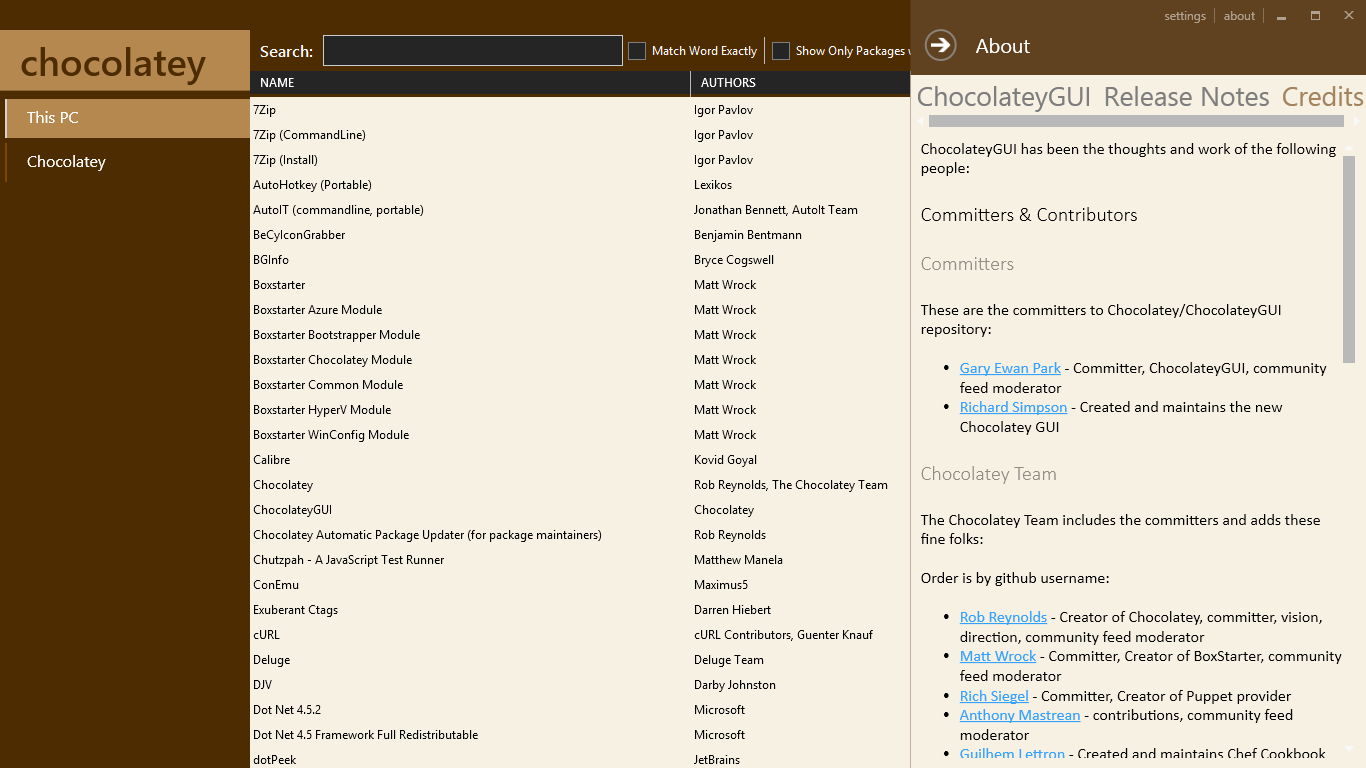 settings
about
chocolatey
This PC
Chocolatey
Search:
Match Word Exactly
Show Only Packages
NAME AUTHORS
7Zip Igor Pavlov
7Zip (CommandLine) Igor Pavlov
7Zip (Install) Igor Pavlov
AutoHotkey (Portable) Lexikos
AutoIT (commandline, portable) Jonathan Bennett, AutoIt Team
BeCyIconGrabber Benjamin Bentmann
BGInfo Bryce Cogswell
Boxstarter Matt Wrock
Boxstarter Azure Module Matt Wrock
Boxstarter Bootstrapper Module Matt Wrock
Boxstarter Chocolatey Module Matt Wrock
Boxstarter Common Module Matt Wrock
Boxstarter HyperV Module Matt Wrock
Boxstarter WinConfig Module Matt Wrock
Calibre Kovid Goyal
Chocolatey Rob Reynolds, The Chocolatey Team
ChocolateyGUI Chocolatey
Chocolatey Automatic Package Updater (for package maintainers) Rob Reynolds
Chutzpah - A JavaScript Test Runner Matthew Manela
ConEmu Maximus5
Exuberant Ctags Darren Hiebert
cURL cURL Contributors, Guenter Knauf
Deluge Deluge Team
DJV Darby Johnston
Dot Net 4.5.2 Microsoft
Dot Net 4.5 Framework Full Redistributable Microsoft
dotPeek JetBrains
About
ChocolateyGUI Release Notes Credits
ChocolateyGUI has been the thoughts and work of the following
people:
Committers & Contributors
Committers
These are the committers to Chocolatey/ChocolateyGUI
repository:
• Gary Ewan Park - Committer, ChocolateyGUI, community
feed moderator
• Richard Simpson - Created and maintains the new
Chocolatey GUI
Chocolatey Team
The Chocolatey Team includes the committers and adds these
fine folks:
Order is by github username:
• Rob Reynolds - Creator of Chocolatey, committer, vision,
direction, community feed moderator
• Matt Wrock - Committer, Creator of BoxStarter, community
feed moderator
• Rich Siegel - Committer, Creator of Puppet provider
• Anthony Mastrean - contributions, community feed
moderator
• Guilhem Lettron - Created and maintains Chef Cookbook